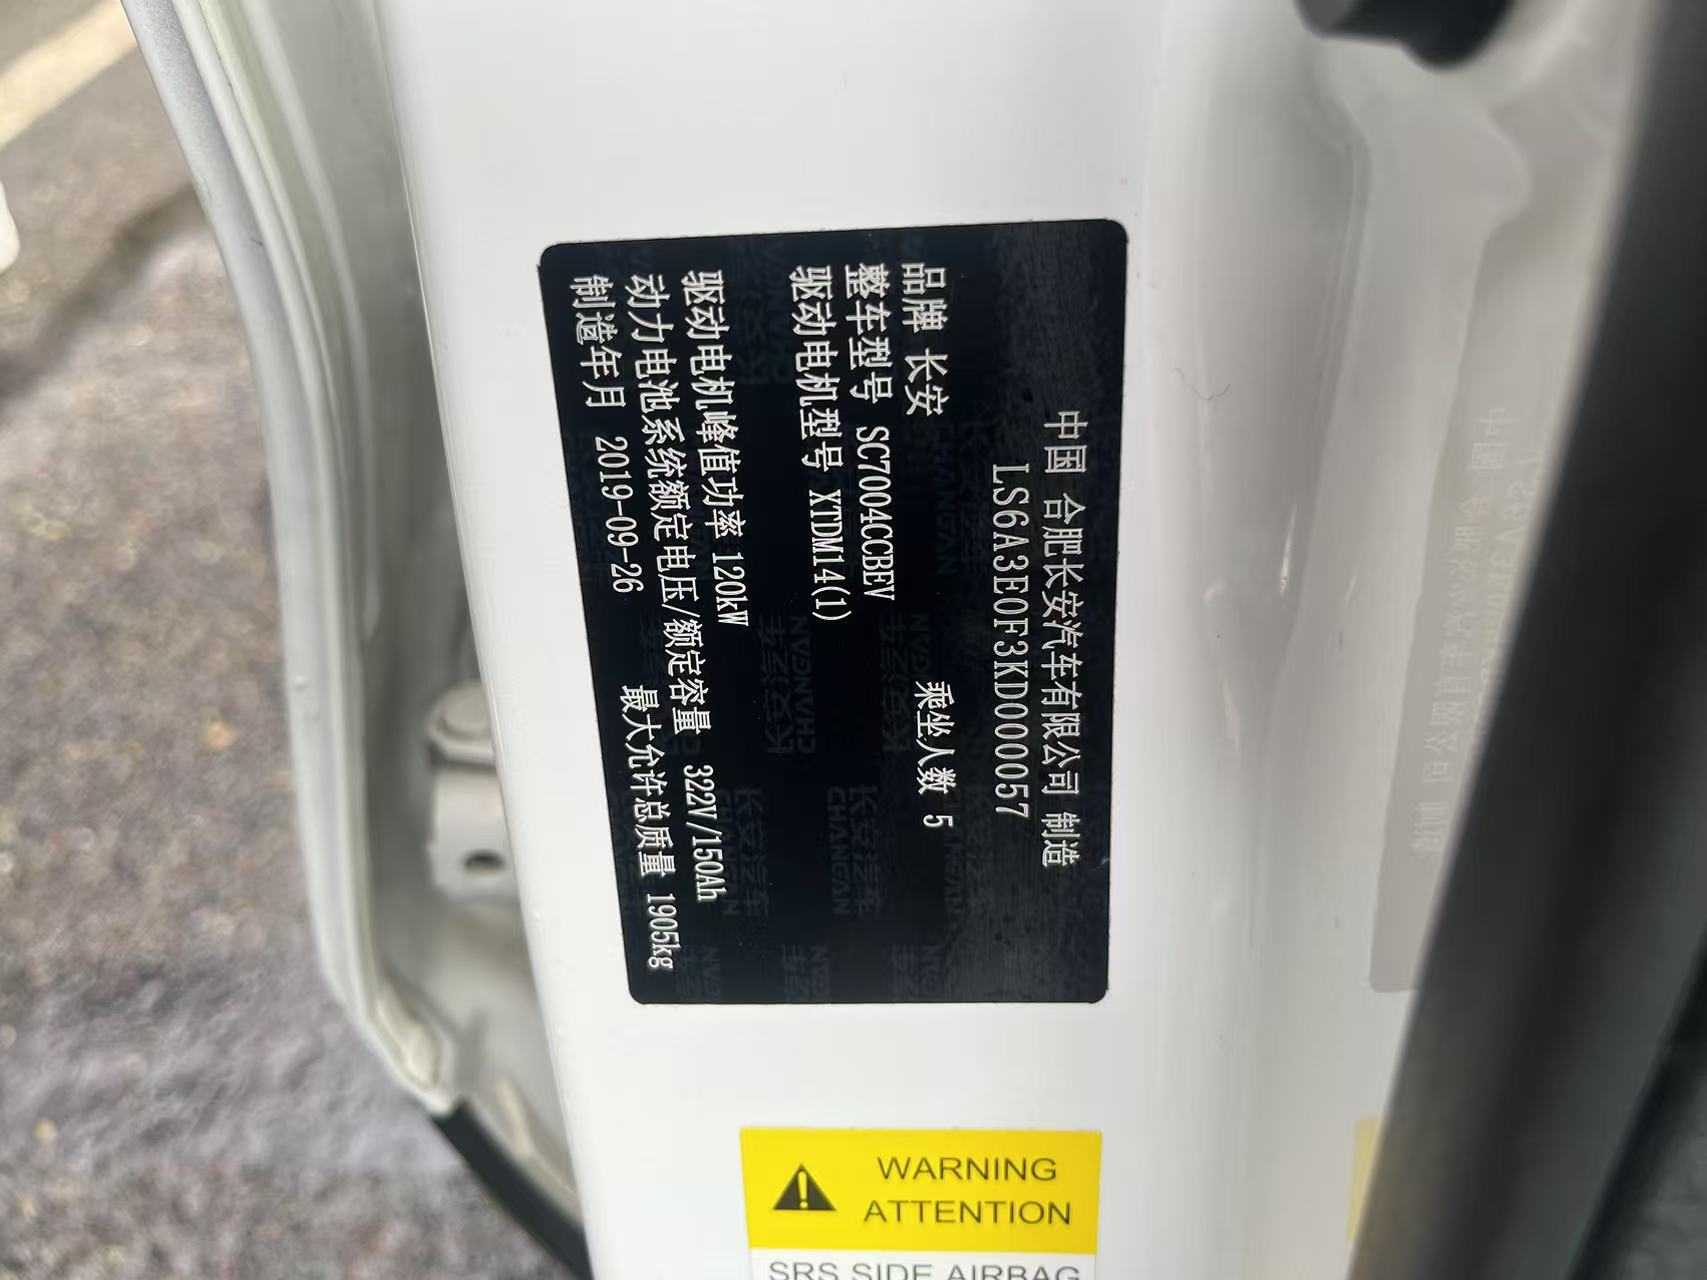 中国 合肥长安汽车有限公司 制造
LS6A3E0F3KD000057
品牌 长安 乘坐人数 5
整车型号 SC7004CCBEV
驱动电机型号 XTDM14(1)
驱动电机峰值功率 120kW
动力电池系统额定电压/额定容量 322V/150Ah
制造年月 2019-09-26 最大允许总质量 1905kg
WARNING
ATTENTION
SRS SIDE AIRBAG